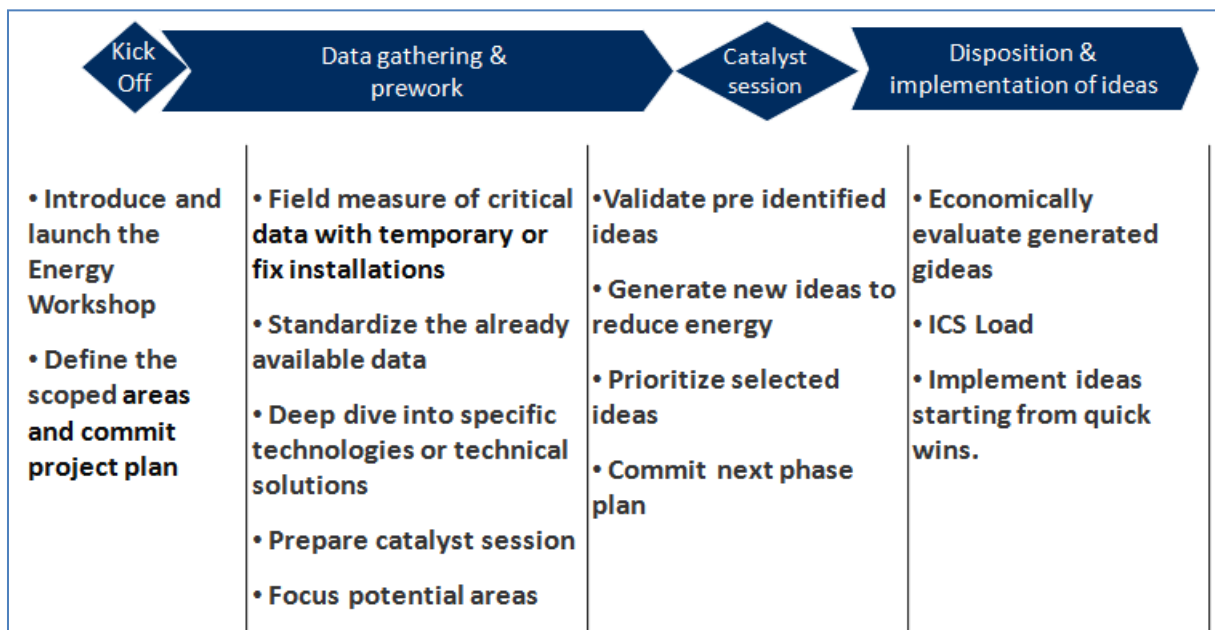 Kick
Off
Data gathering &
prework
Catalyst
session
Disposition &
implementation of ideas
• Introduce and
launch the
Energy
Workshop
• Define the
scoped areas
and commit
project plan
• Field measure of critical
data with temporary or
fix installations
• Standardize the already
available data
• Deep dive into specific
technologies or technical
solutions
• Prepare catalyst session
• Focus potential areas
•Validate pre identified
ideas
• Generate new ideas to
reduce energy
• Prioritize selected
ideas
• Commit next phase
plan
• Economically
evaluate generated
gideas
• ICS Load
• Implement ideas
starting from quick
wins.